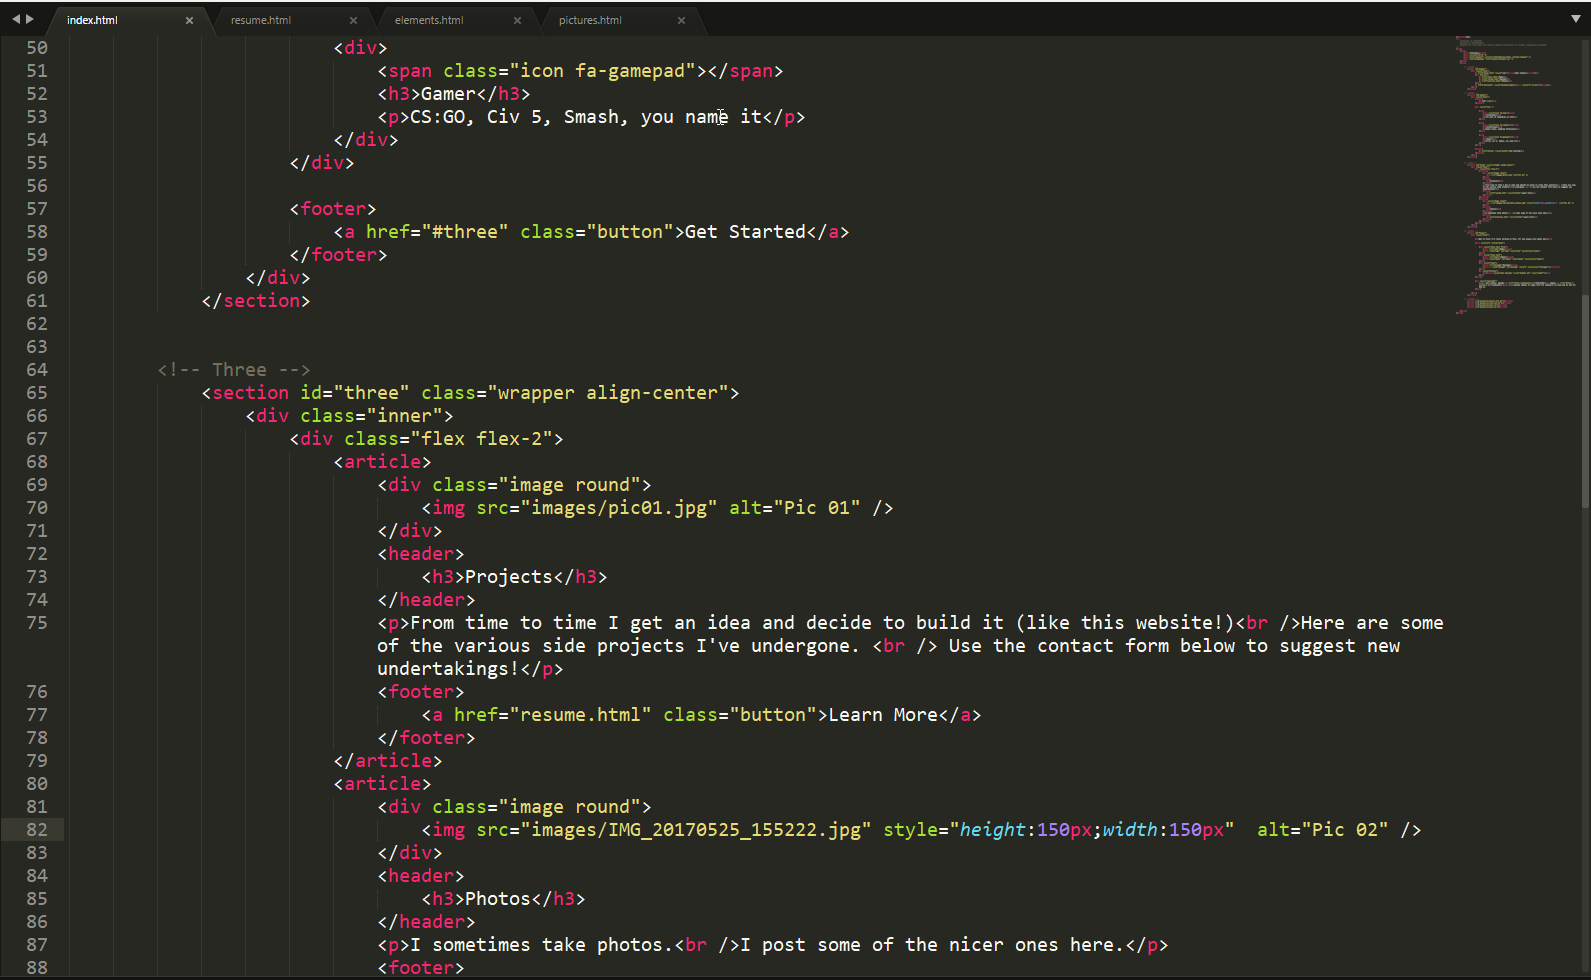 index.html × resume.html × elements.html × pictures.html ×
50 <div>
51 <span class="icon fa-gamepad"></span>
52 <h3>Gamer</h3>
53 <p>CS:GO, Civ 5, Smash, you name it</p>
54 </div>
55 </div>
56
57 <footer>
58 <a href="#three" class="button">Get Started</a>
59 </footer>
60 </div>
61 </section>
62
63
64 <!-- Three -->
65 <section id="three" class="wrapper align-center">
66 <div class="inner">
67 <div class="flex flex-2">
68 <article>
69 <div class="image round">
70 <img src="images/pic01.jpg" alt="Pic 01" />
71 </div>
72 <header>
73 <h3>Projects</h3>
74 </header>
75 <p>From time to time I get an idea and decide to build it (like this website!)<br />Here are some
of the various side projects I've undergone. <br /> Use the contact form below to suggest new
undertakings!</p>
76 <footer>
77 <a href="resume.html" class="button">Learn More</a>
78 </footer>
79 </article>
80 <article>
81 <div class="image round">
82 <img src="images/IMG_20170525_155222.jpg" style="height:150px;width:150px"  alt="Pic 02" />
83 </div>
84 <header>
85 <h3>Photos</h3>
86 </header>
87 <p>I sometimes take photos.<br />I post some of the nicer ones here.</p>
88 <footer>